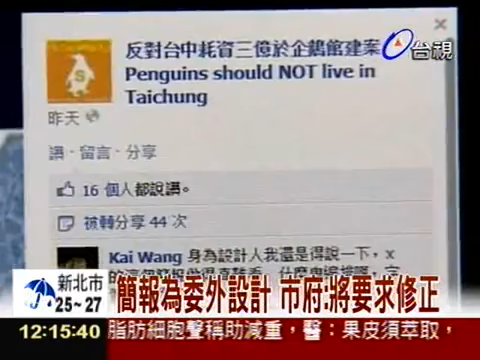 反對台中耗資三億於企鵝館建案
台視
Penguins should NOT live in
Taichung
昨天
讚 · 留言 · 分享
16 個人都說讚。
被轉分享 44 次
Kai Wang 身為設計人我還是得說一下，x
新北市
25~27
簡報為委外設計 市府:將要求修正
12:15:40 脂肪細胞聲稱助減重，醫：果皮須萃取，